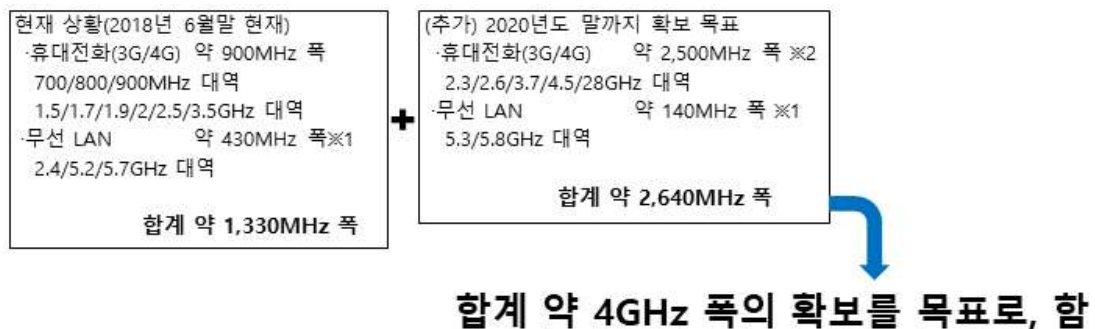 현재 상황(2018년 6월말 현재)
·휴대전화(3G/4G) 약 900MHz 폭
700/800/900MHz 대역
1.5/1.7/1.9/2/2.5/3.5GHz 대역
·무선 LAN 약 430MHz 폭※1
2.4/5.2/5.7GHz 대역
합계 약 1,330MHz 폭
+
(추가) 2020년도 말까지 확보 목표
·휴대전화(3G/4G) 약 2,500MHz 폭 ※2
2.3/2.6/3.7/4.5/28GHz 대역
·무선 LAN 약 140MHz 폭 ※1
5.3/5.8GHz 대역
합계 약 2,640MHz 폭
합계 약 4GHz 폭의 확보를 목표로, 함